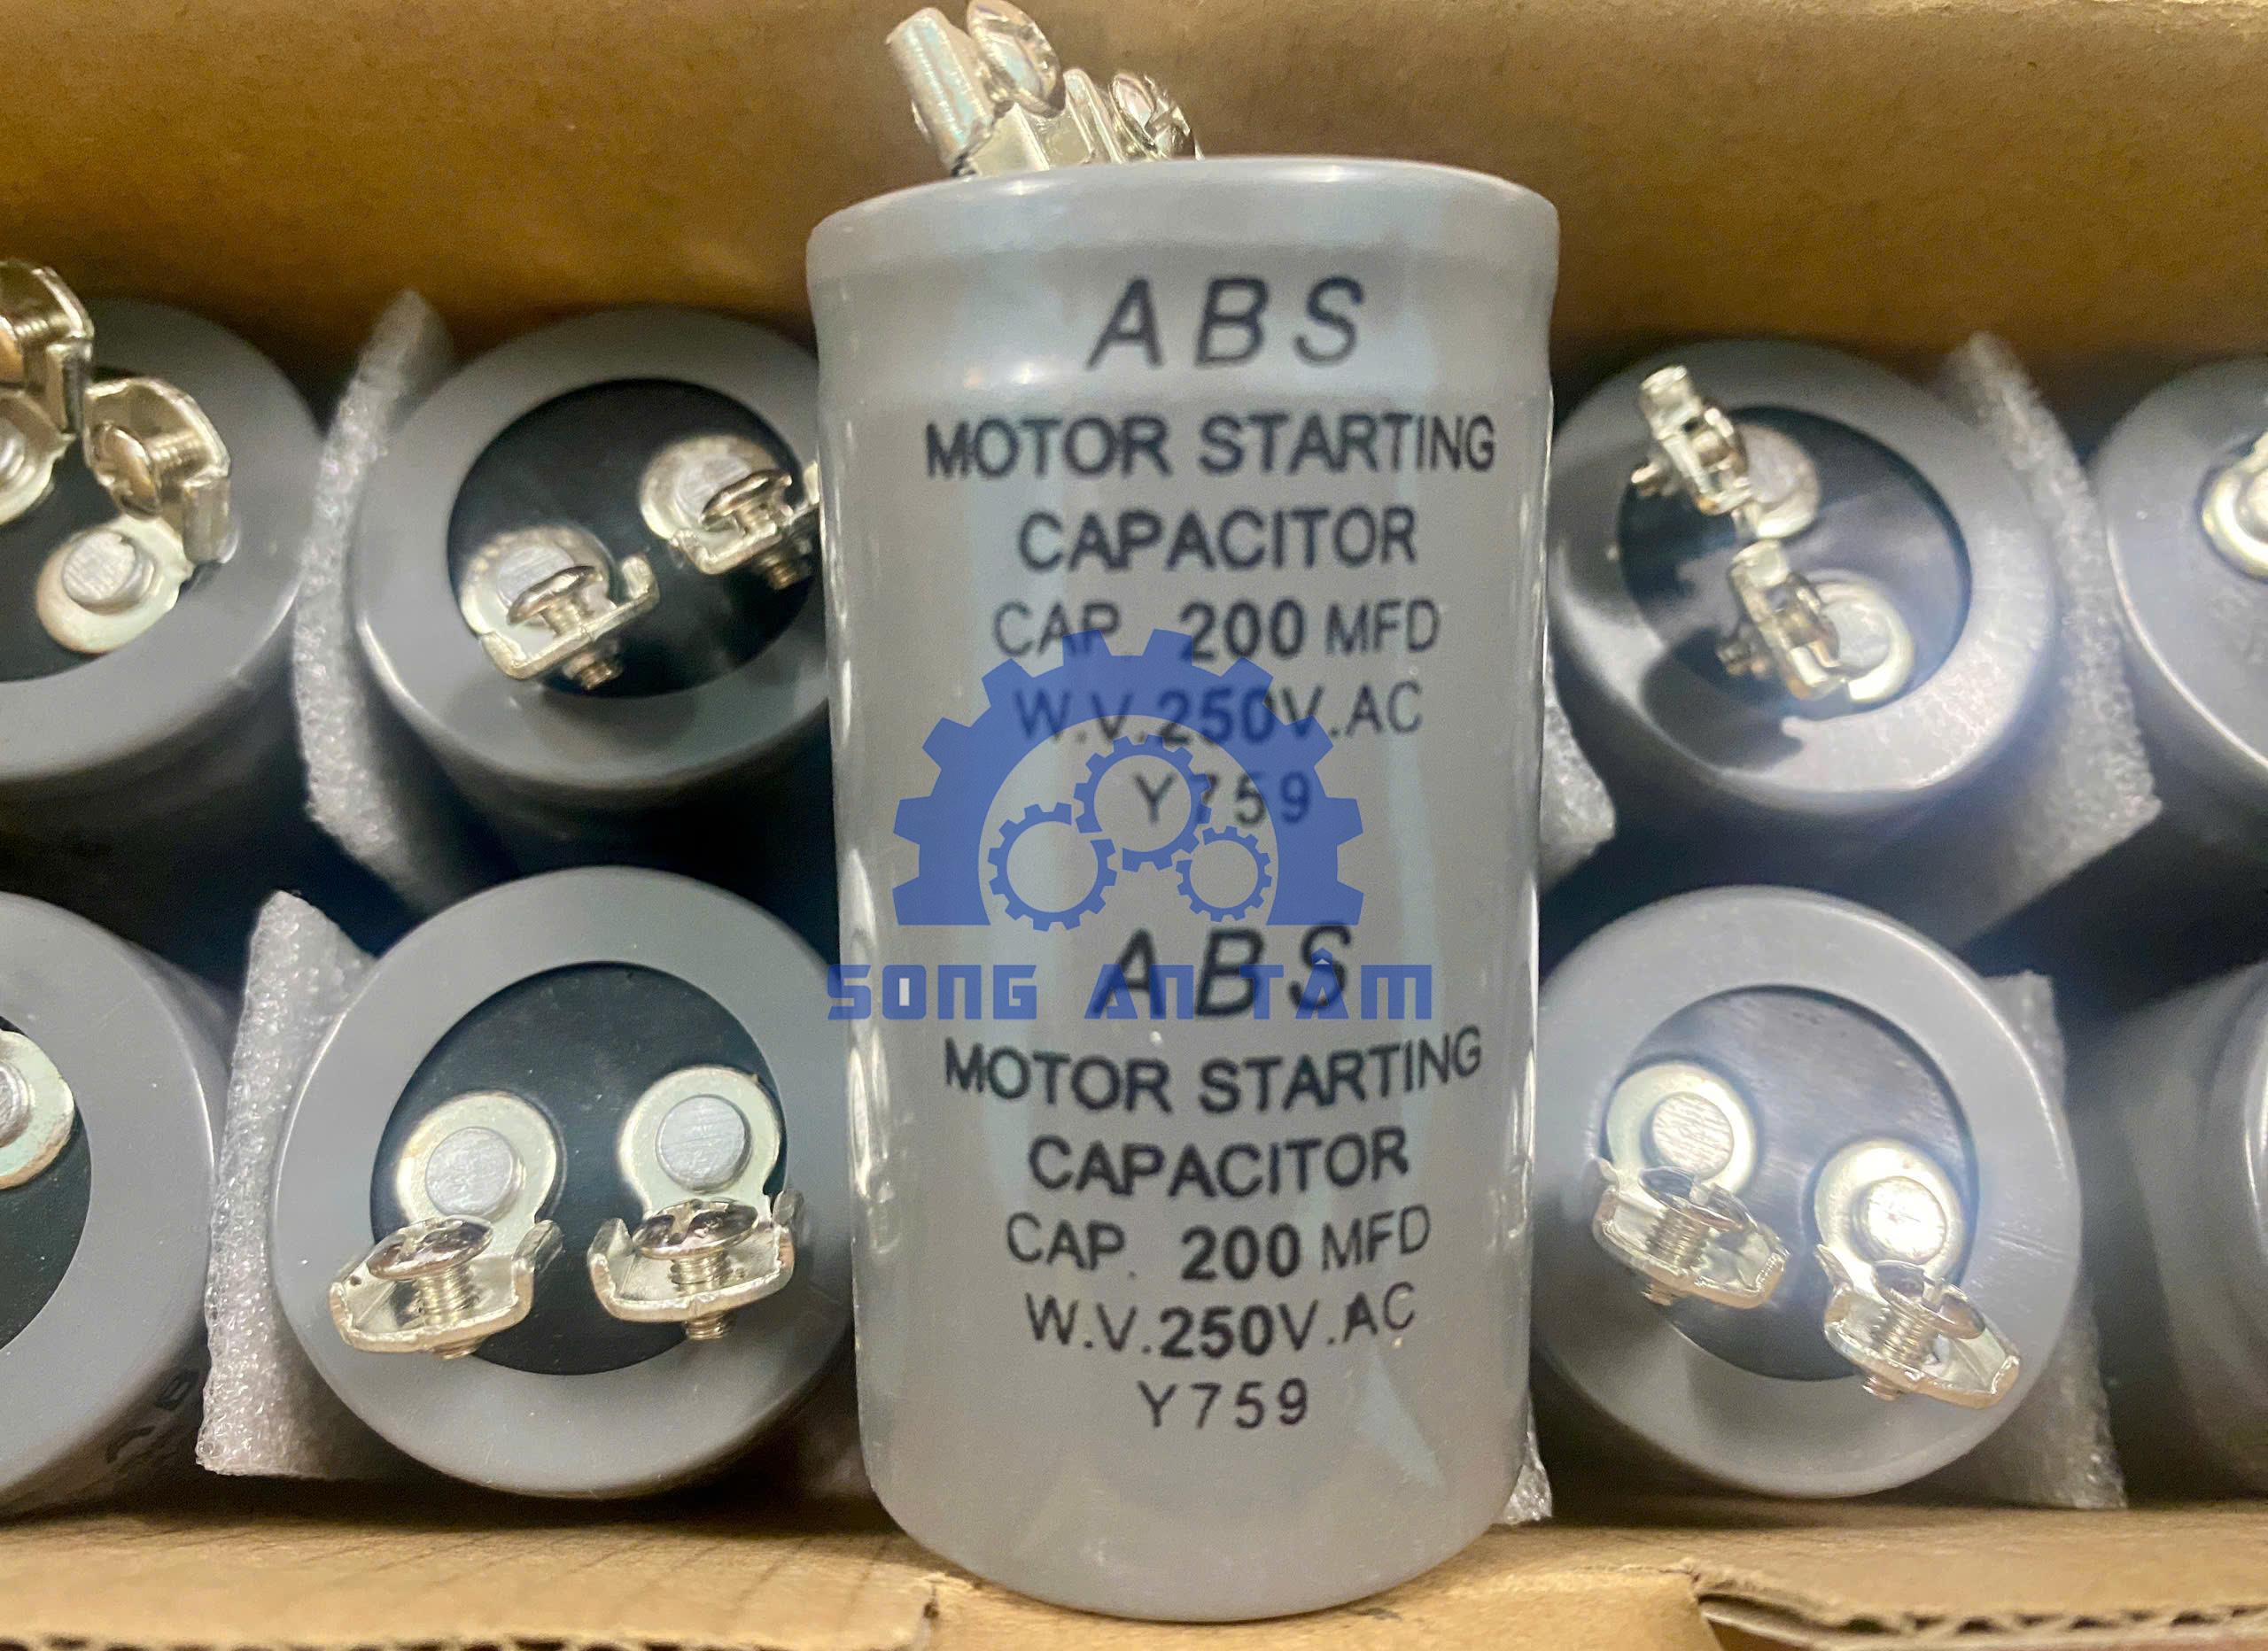 ABS
MOTOR STARTING
CAPACITOR
CAP. 200 MFD
W.V.250V.AC
Y759
ABS
SONG AN TÂM
MOTOR STARTING
CAPACITOR
CAP. 200 MFD
W.V.250V.AC
Y759